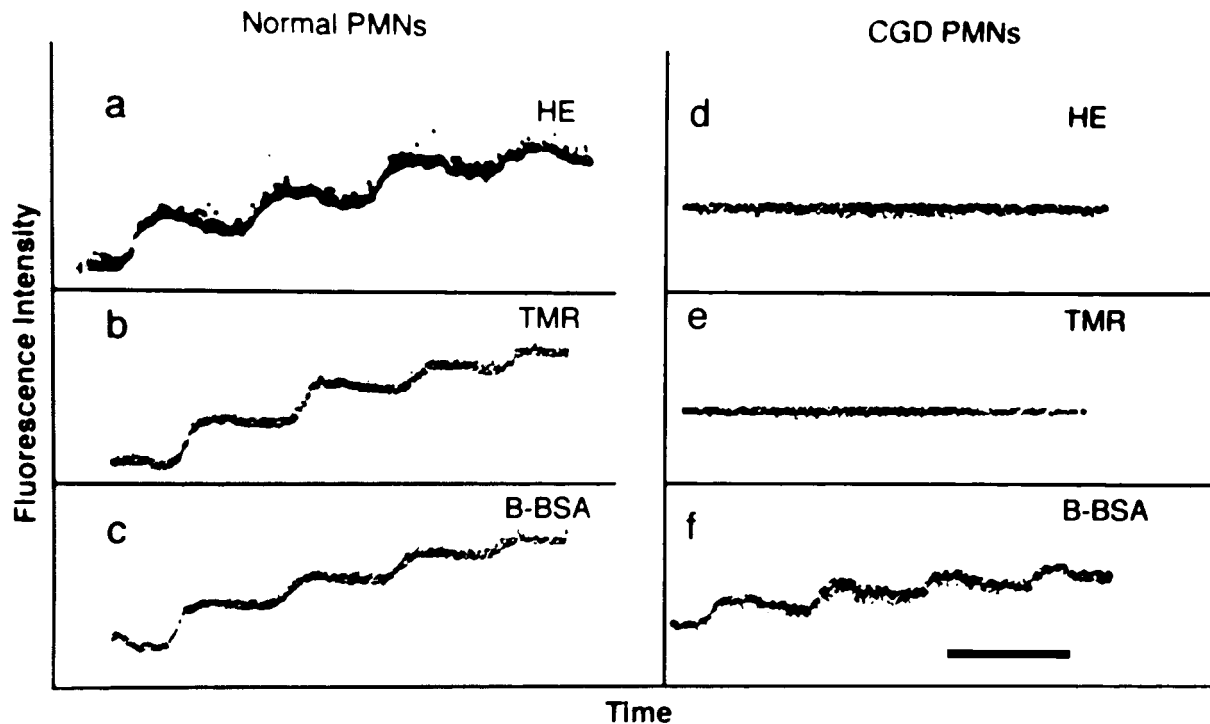 Normal PMNs
CGD PMNs
a
HE
d
HE
b
TMR
e
TMR
c
B-BSA
f
B-BSA
Fluorescence Intensity
Time